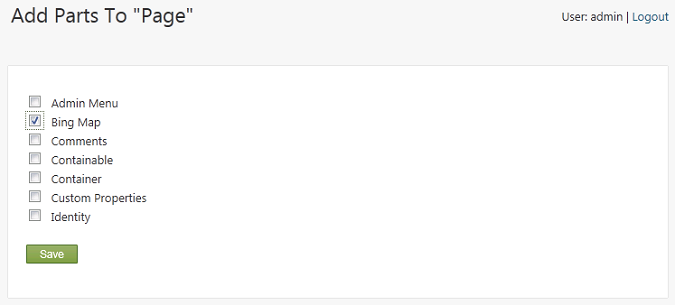 Add Parts To "Page"
User: admin | Logout
Admin Menu
Bing Map
Comments
Containable
Container
Custom Properties
Identity
Save